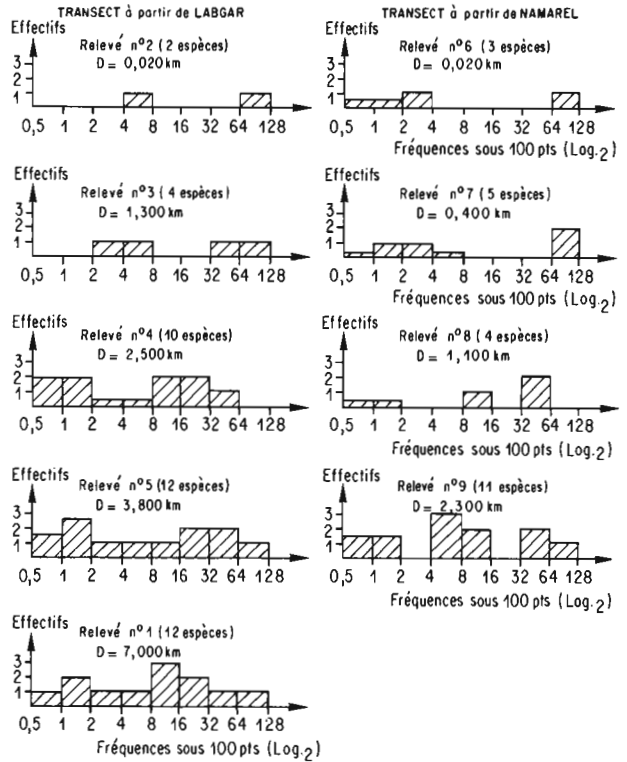 TRANSECT à partir de LABGAR
Effectifs
Relevé n°2 (2 espèces)
D = 0,020 km
3
2
1
0,5 1 2 4 8 16 32 64 128
Effectifs
Relevé n°3 (4 espèces)
D = 1,300 km
3
2
1
0,5 1 2 4 8 16 32 64 128
Effectifs
Relevé n°4 (10 espèces)
D = 2,500 km
3
2
1
0,5 1 2 4 8 16 32 64 128
Effectifs
Relevé n°5 (12 espèces)
D = 3,800 km
3
2
1
0,5 1 2 4 8 16 32 64 128
Effectifs
Relevé n°1 (12 espèces)
D = 7,000 km
3
2
1
0,5 1 2 4 8 16 32 64 128
Fréquences sous 100 pts (Log.2)
TRANSECT à partir de NAMAREL
Effectifs
Relevé n°6 (3 espèces)
D = 0,020 km
3
2
1
0,5 1 2 4 8 16 32 64 128
Fréquences sous 100 pts (Log.2)
Effectifs
Relevé n°7 (5 espèces)
D = 0,400 km
3
2
1
0,5 1 2 4 8 16 32 64 128
Fréquences sous 100 pts (Log.2)
Effectifs
Relevé n°8 (4 espèces)
D = 1,100 km
3
2
1
0,5 1 2 4 8 16 32 64 128
Fréquences sous 100 pts (Log.2)
Effectifs
Relevé n°9 (11 espèces)
D = 2,300 km
3
2
1
0,5 1 2 4 8 16 32 64 128
Fréquences sous 100 pts (Log.2)